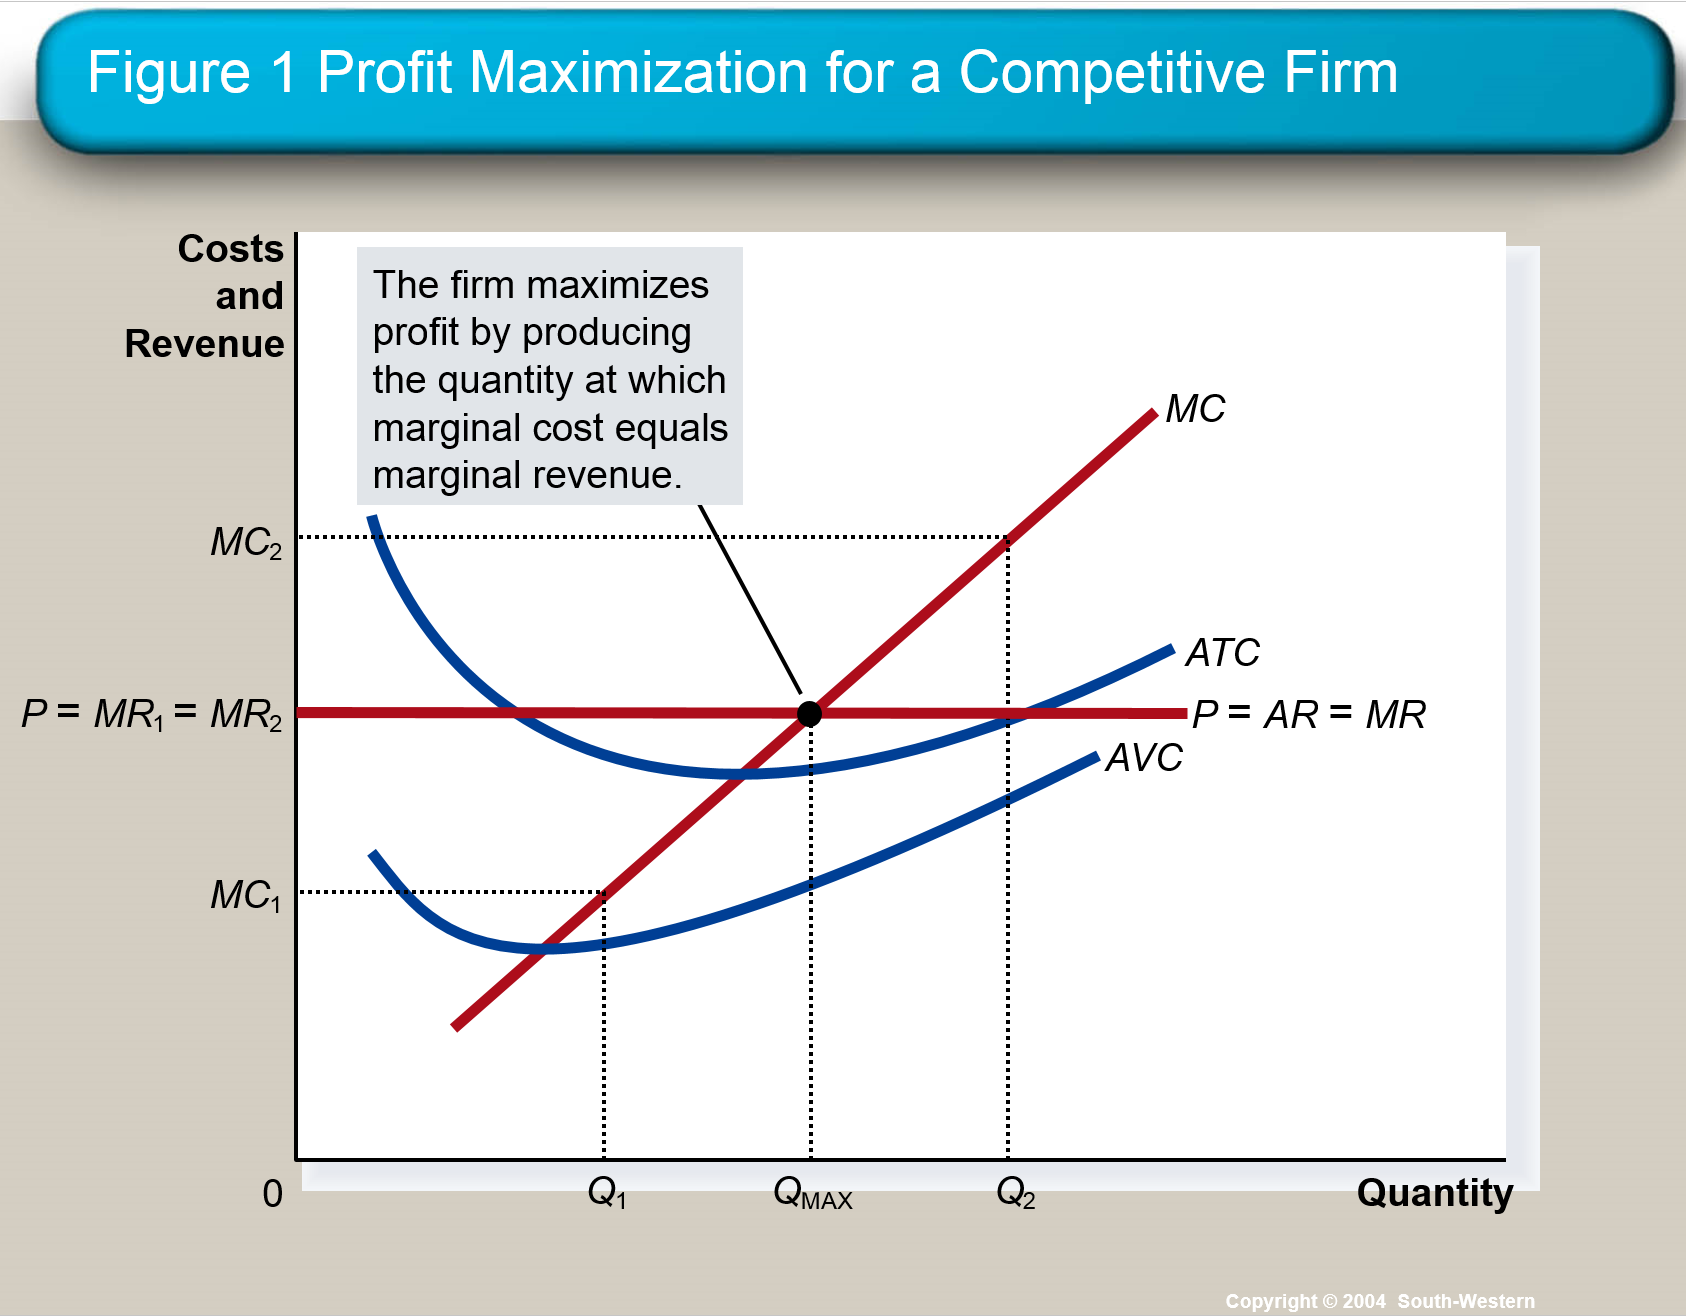 Figure 1 Profit Maximization for a Competitive Firm
Costs
and
Revenue
The firm maximizes
profit by producing
the quantity at which
marginal cost equals
marginal revenue.
MC
MC2
ATC
P = MR1 = MR2
P = AR = MR
AVC
MC1
0
Q1
QMAX
Q2
Quantity
Copyright © 2004 South-Western